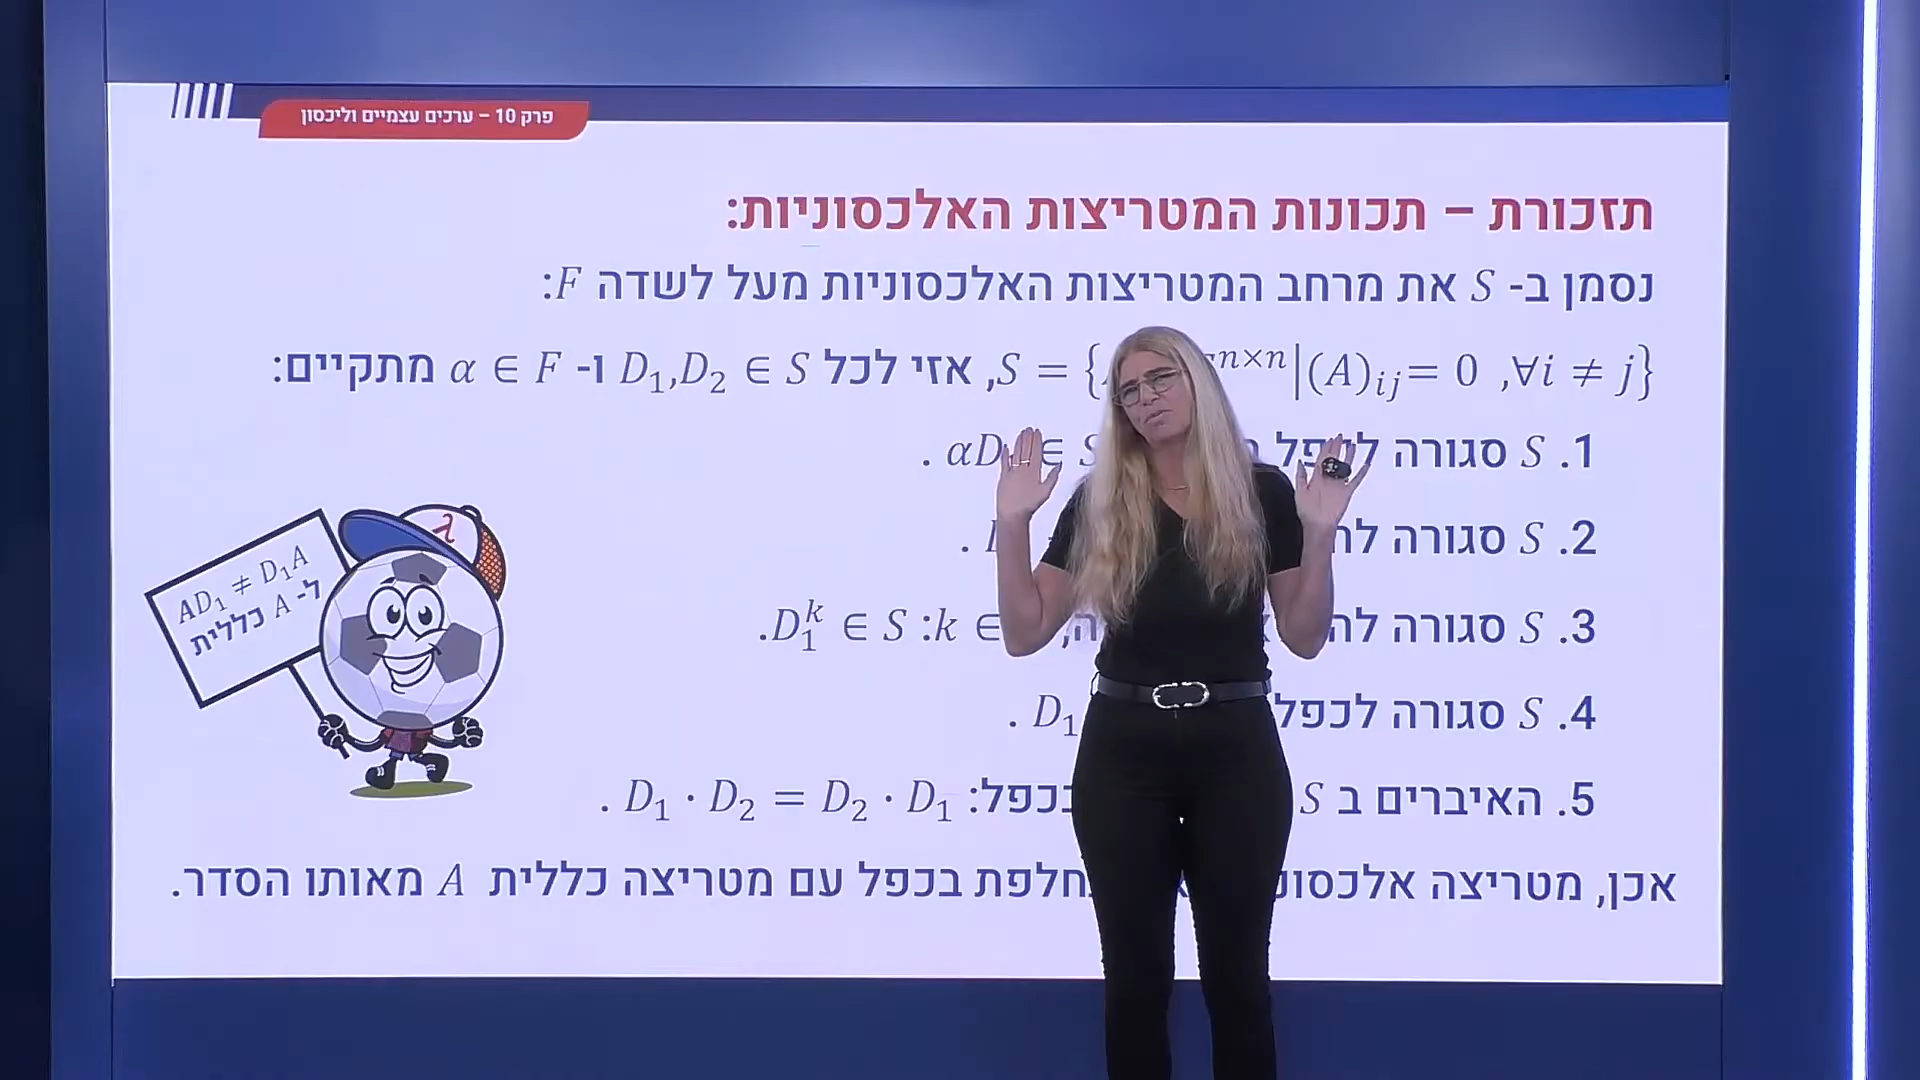 פרק 10 – ערכים עצמיים וליכסון
תזכורת – תכונות המטריצות האלכסוניות:
נסמן ב- S את מרחב המטריצות האלכסוניות מעל לשדה F:
S = { n×n|(A)ij= 0 ,∀i ≠ j}, אזי לכל D₁,D₂ ∈ S ו- α ∈ F מתקיים:
1. S סגורה αD ∈ S .
2. S סגורה .
3. S סגורה D₁ᵏ ∈ S :k ∈.
4. S סגורה לכפל D₁ .
5. האיברים ב S בכפל: D₁ · D₂ = D₂ · D₁ .
אכן, מטריצה בכפל עם מטריצה כללית A מאותו הסדר.
AD₁ ≠ D₁A
ל- A כללית
λ